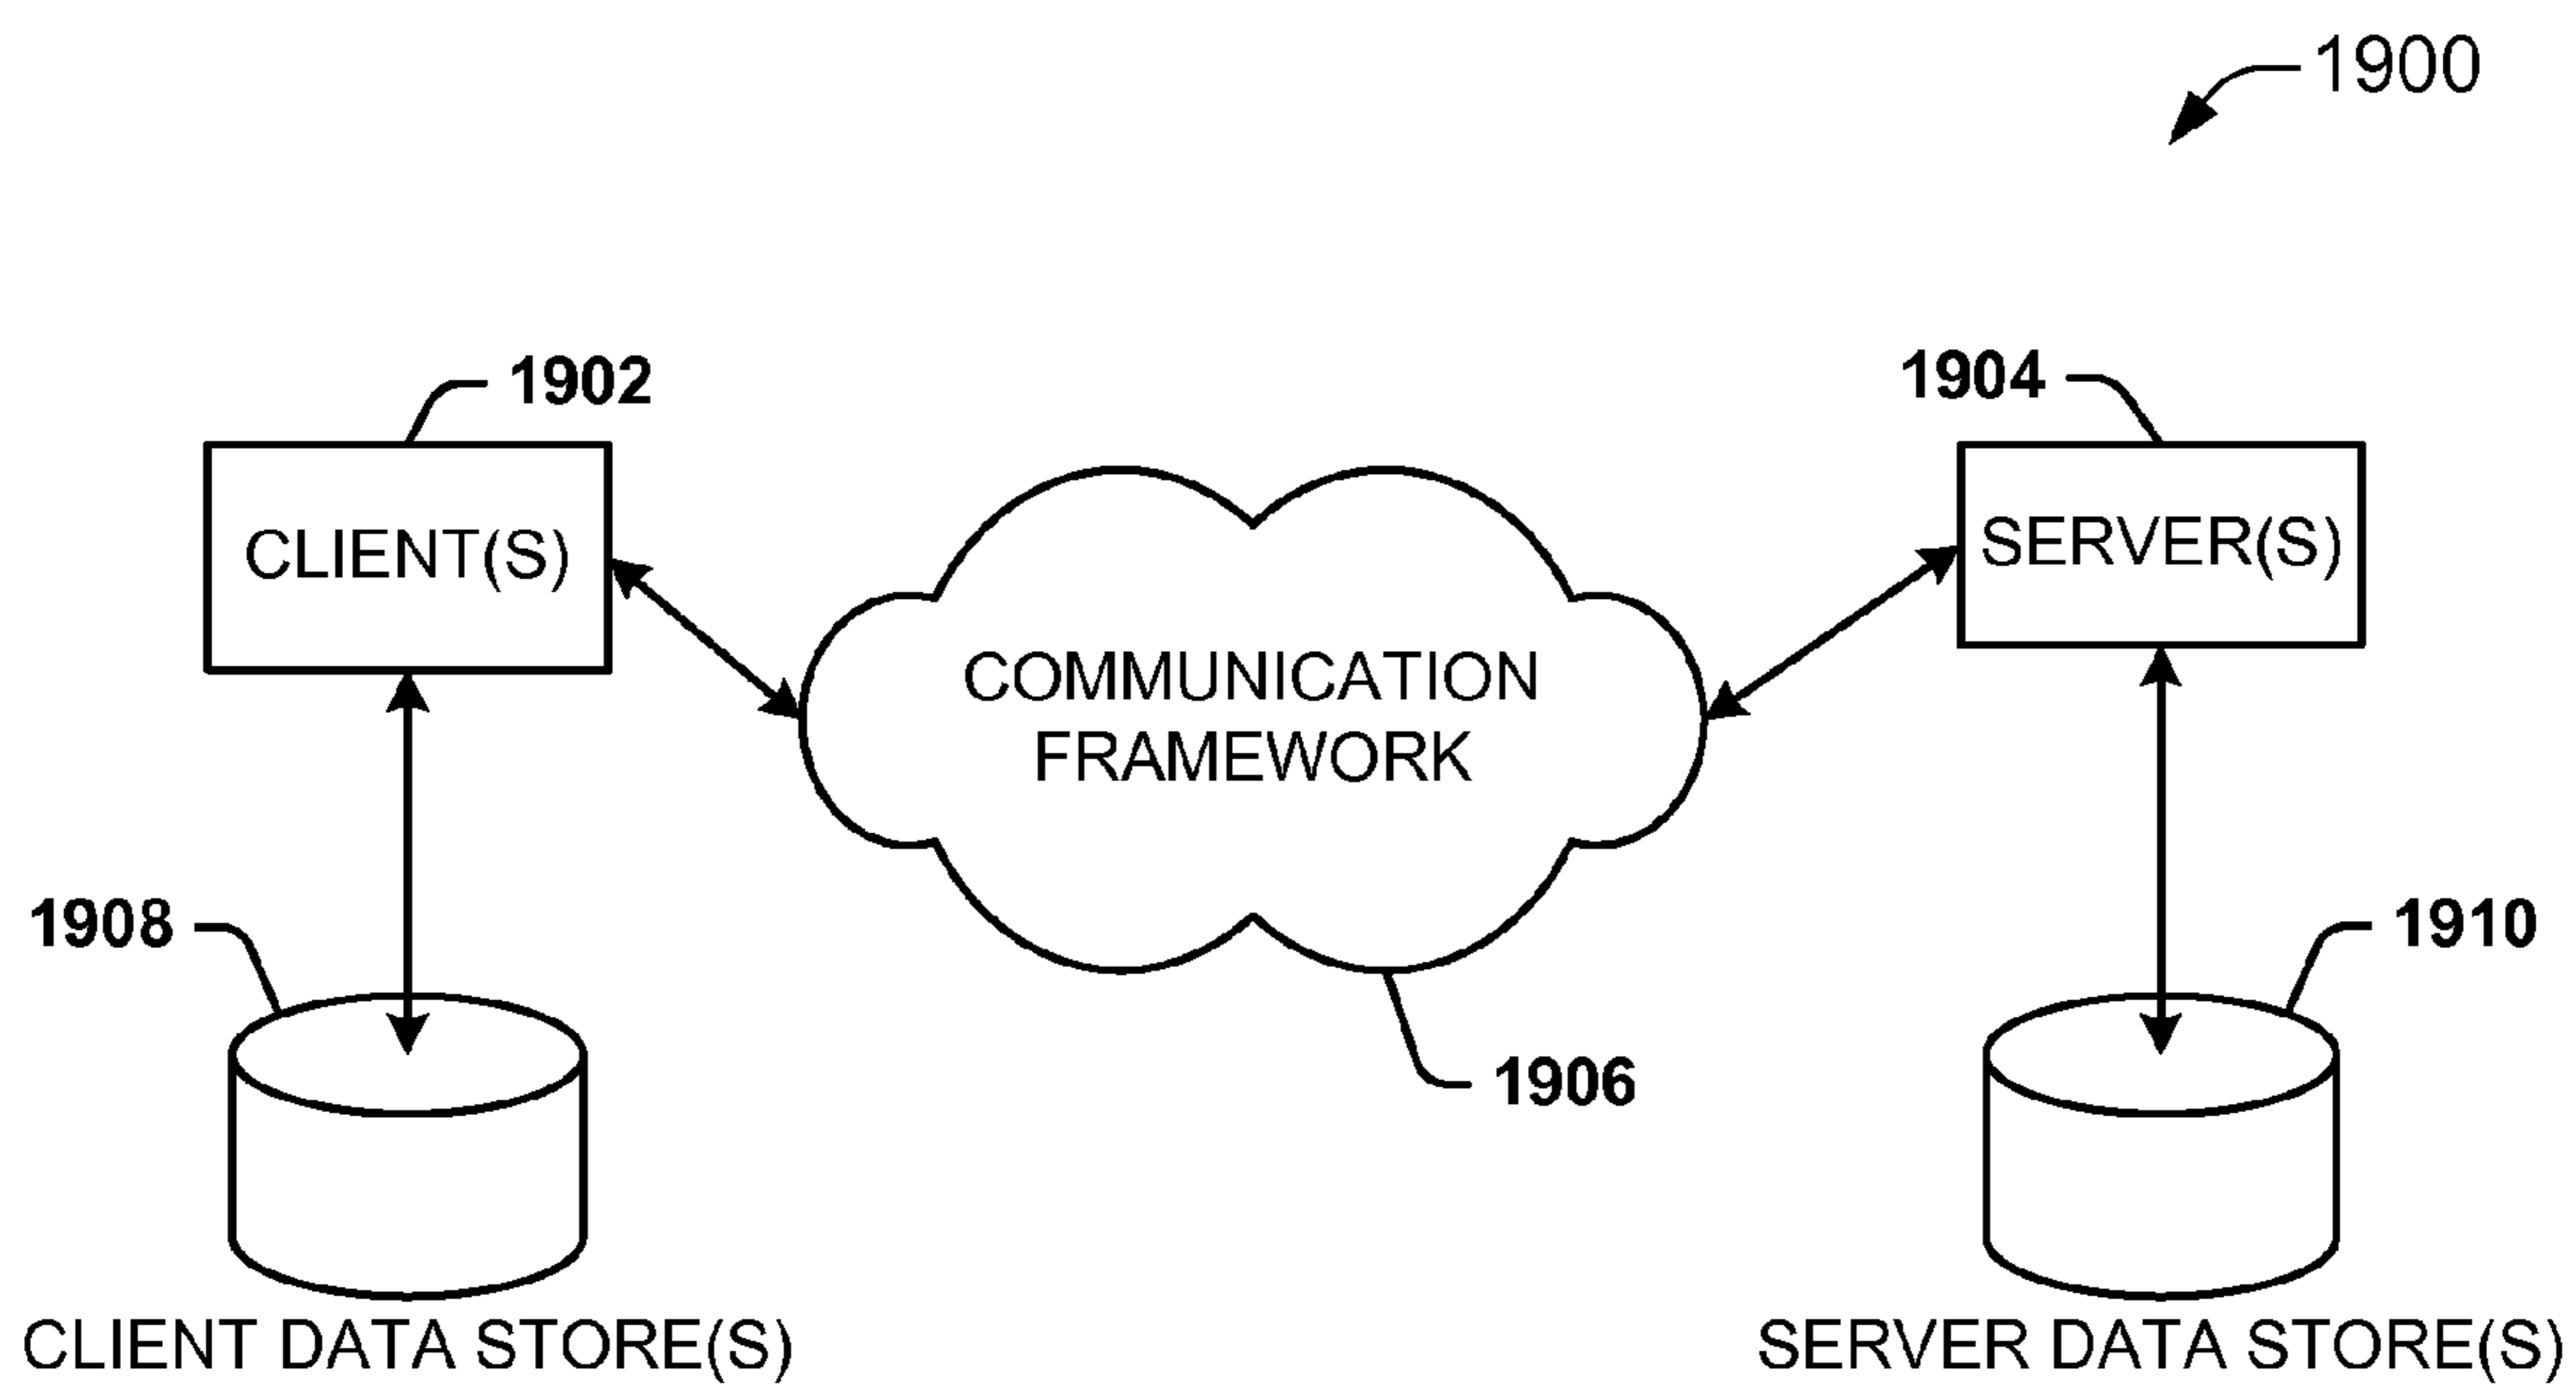 1900
1902
1904
CLIENT(S)
SERVER(S)
COMMUNICATION
FRAMEWORK
1908
1910
1906
CLIENT DATA STORE(S)
SERVER DATA STORE(S)